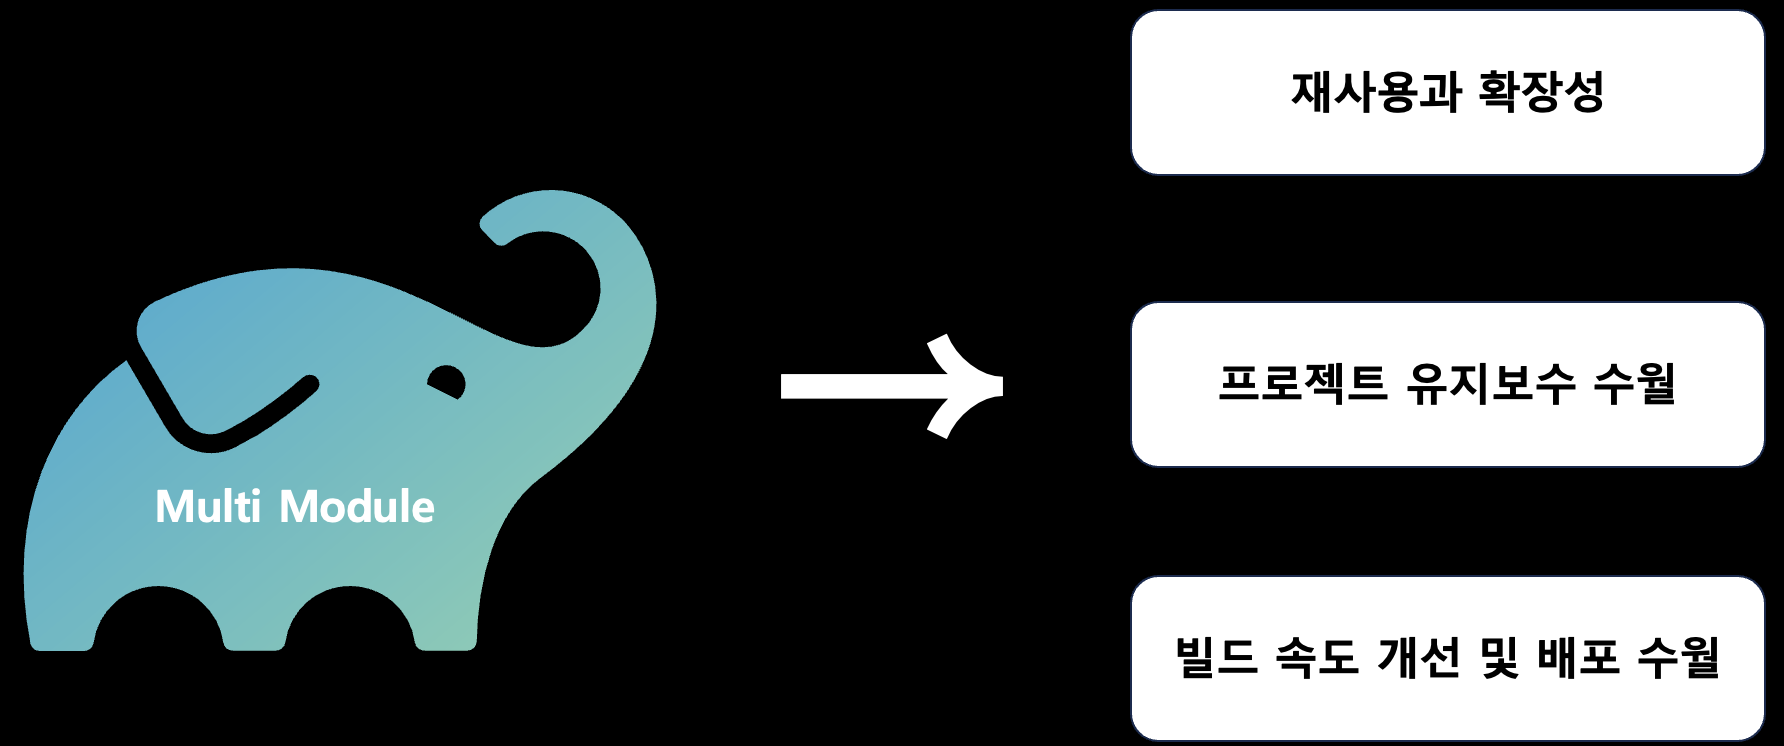 재사용과 확장성
Multi Module
프로젝트 유지보수 수월
빌드 속도 개선 및 배포 수월